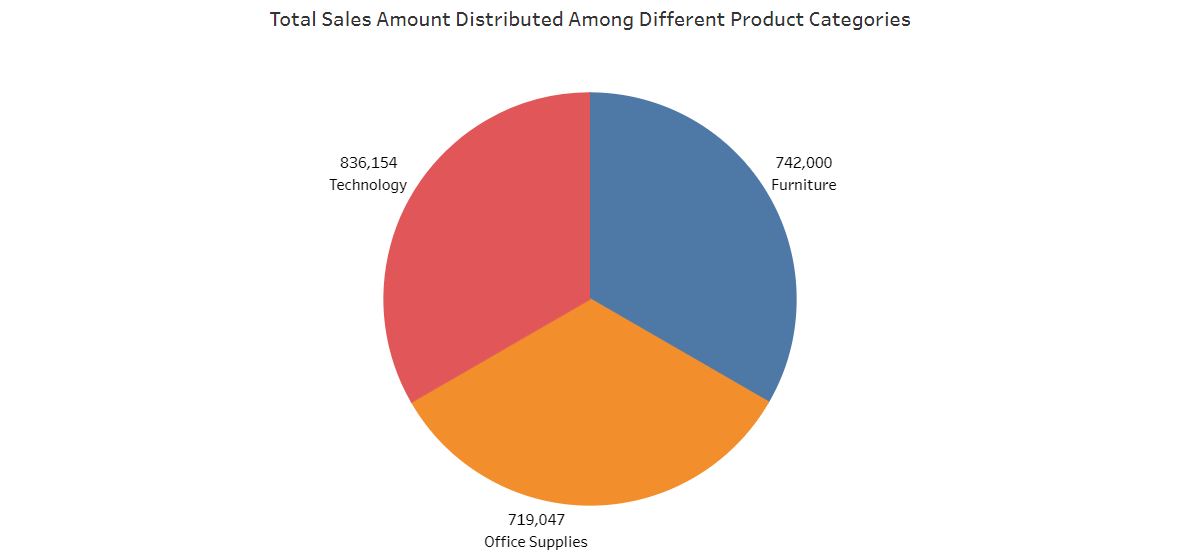 Total Sales Amount Distributed Among Different Product Categories
836,154
Technology
742,000
Furniture
719,047
Office Supplies